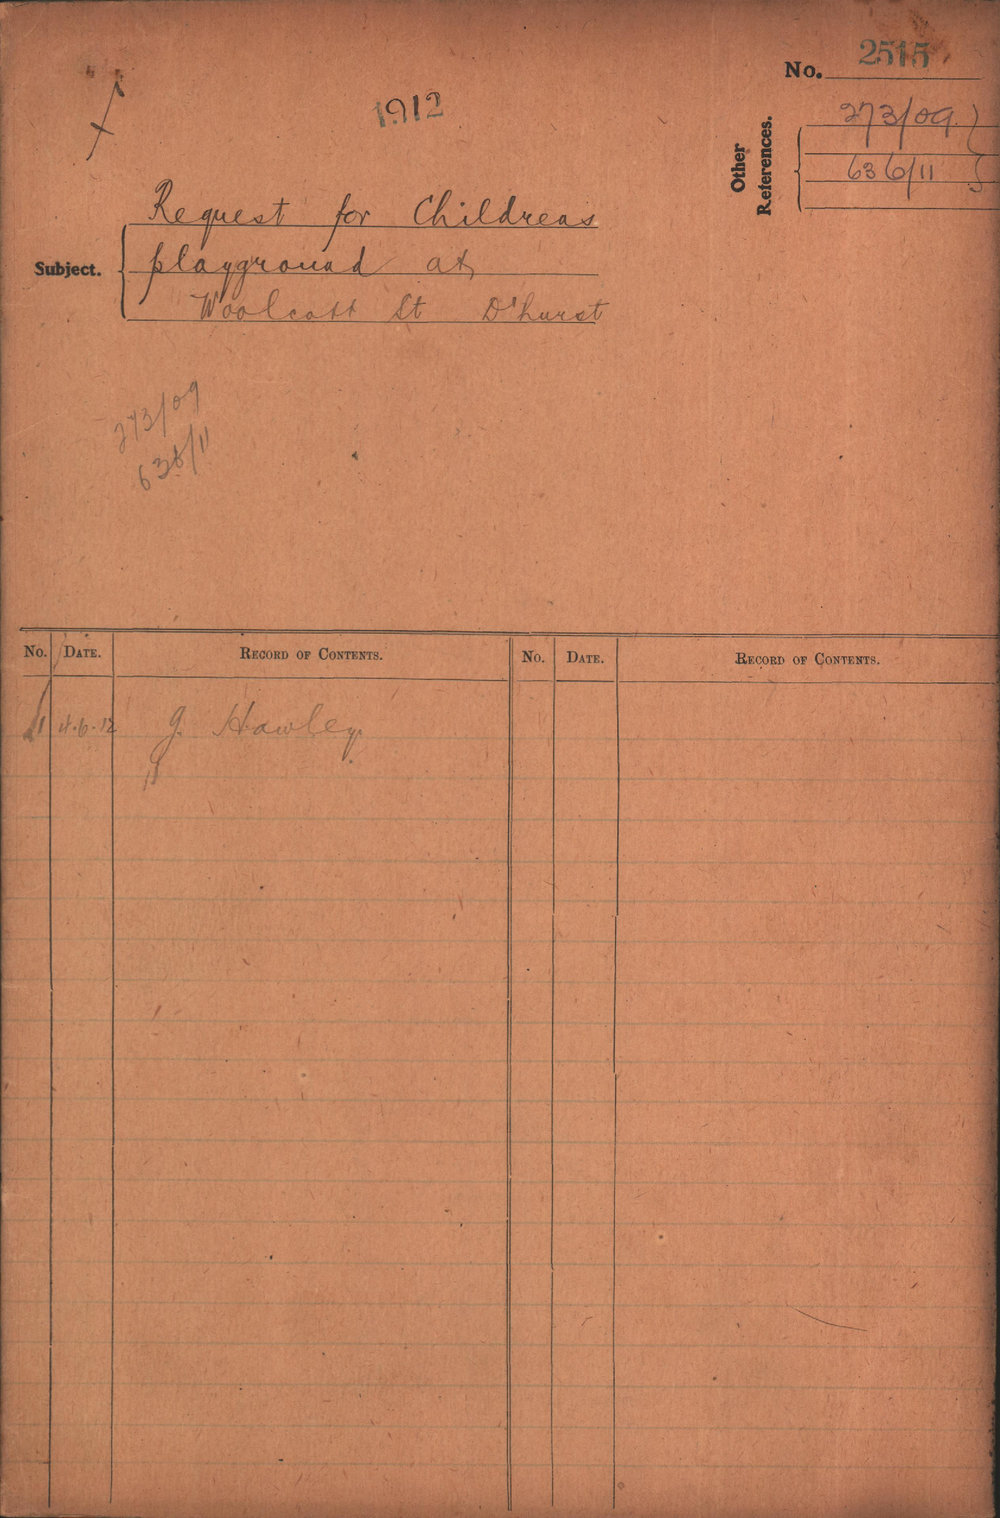 No. 2515
1912
Other References.
273/09
636/11
Subject.
Request for Childrens
playground at
Woolcott St D'hurst
273/09
636/11
No. DATE. RECORD OF CONTENTS. No. DATE. RECORD OF CONTENTS.
1 4.6.12 J. Hawley.